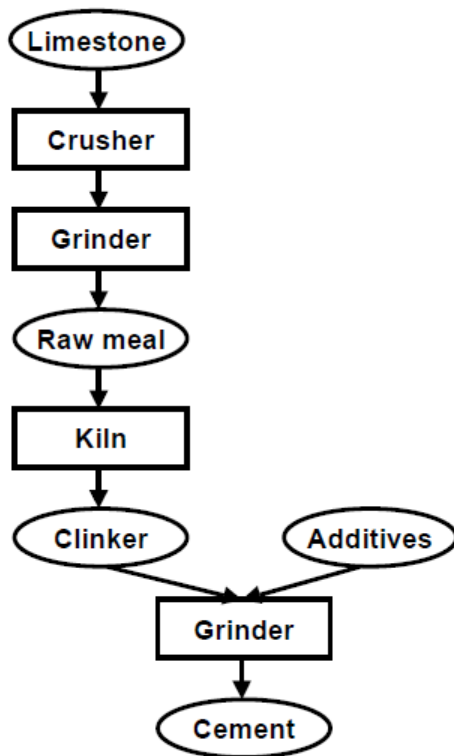 Limestone
Crusher
Grinder
Raw meal
Kiln
Clinker
Additives
Grinder
Cement